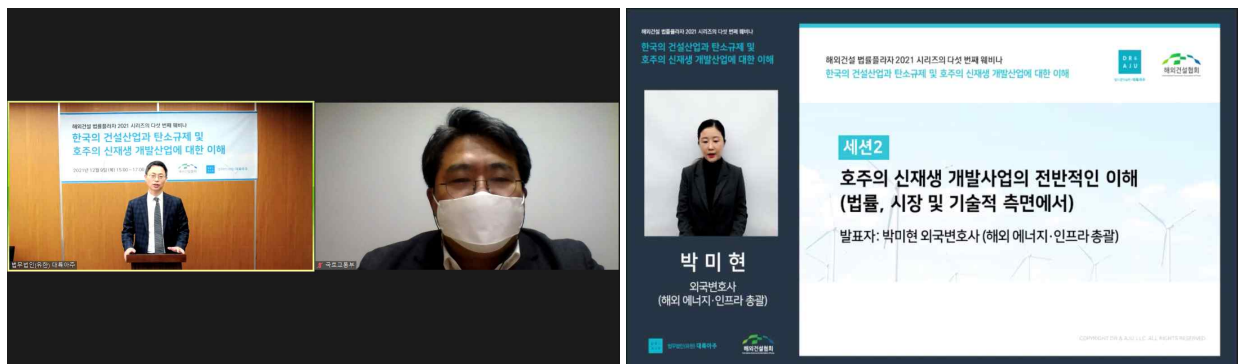 해외건설 법률플라자 2021 시리즈의 다섯 번째 웨비나
한국의 건설산업과 탄소규제 및
호주의 신재생 개발산업에 대한 이해
법무법인(유한) 대륙아주
국토교통부
해외건설 법률플라자 2021 시리즈의 다섯 번째 웨비나
한국의 건설산업과 탄소규제 및
호주의 신재생 개발산업에 대한 이해
박미현
외국변호사
(해외 에너지·인프라 총괄)
법무법인(유한) 대륙아주
해외건설협회
해외건설 법률플라자 2021 시리즈의 다섯 번째 웨비나
한국의 건설산업과 탄소규제 및 호주의 신재생 개발산업에 대한 이해
D.R &
A.J U
해외건설협회
세션2
호주의 신재생 개발사업의 전반적인 이해
(법률, 시장 및 기술적 측면에서)
발표자: 박미현 외국변호사 (해외 에너지·인프라 총괄)
COPYRIGHT DR & AJU LLC. ALL RIGHTS RESERVED.